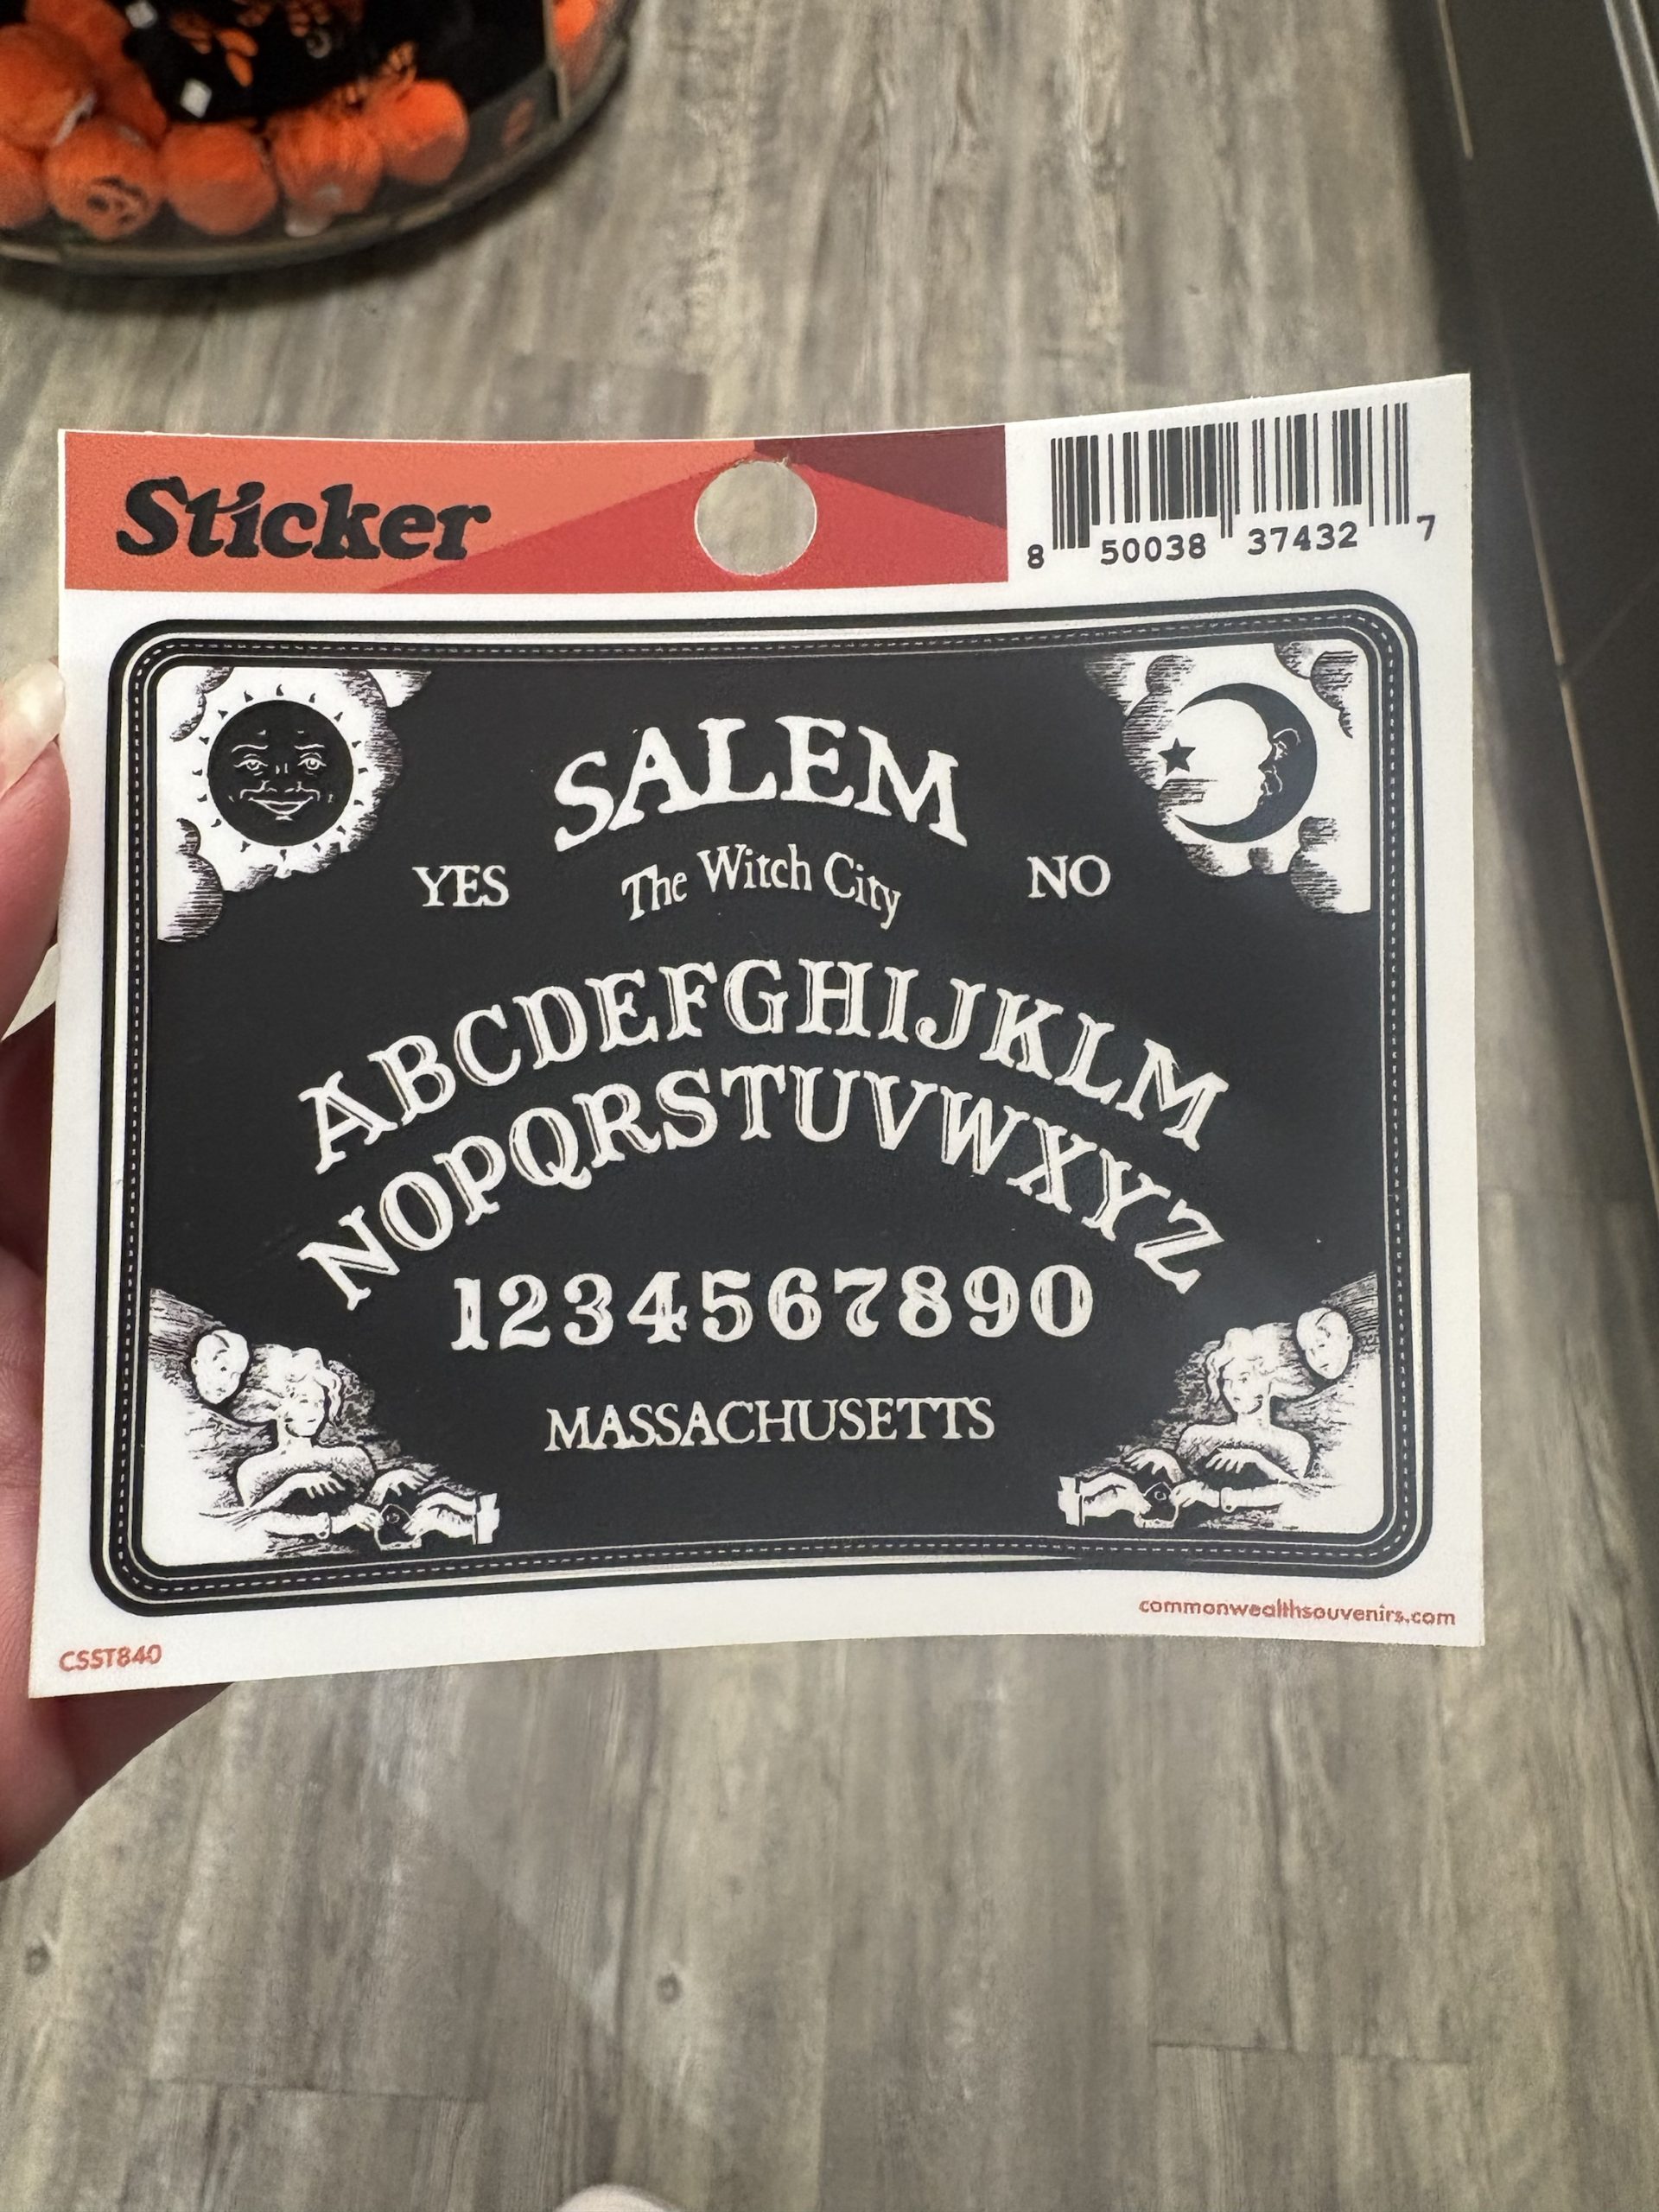 Sticker
8 50038 37432 7
SALEM
YES The Witch City NO
ABCDEFGHIJKLM
NOPQRSTUVWXYZ
1234567890
MASSACHUSETTS
commonwealthsouvenirs.com
CSST840